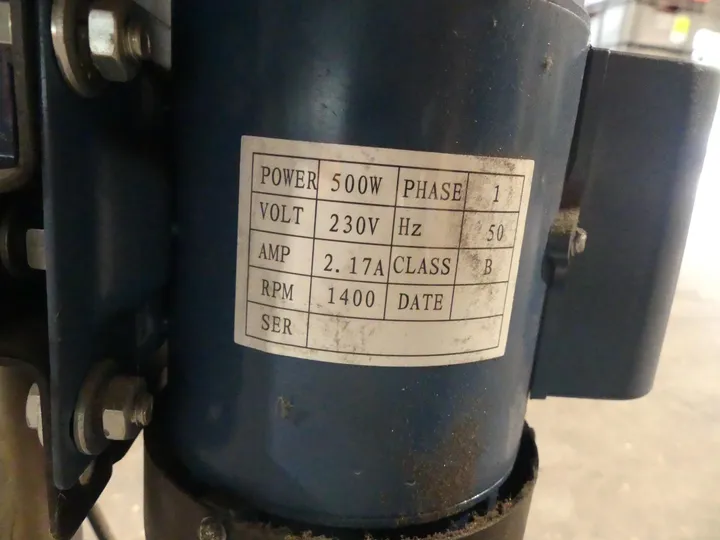 POWER 500W PHASE 1
VOLT 230V Hz 50
AMP 2.17A CLASS B
RPM 1400 DATE
SER